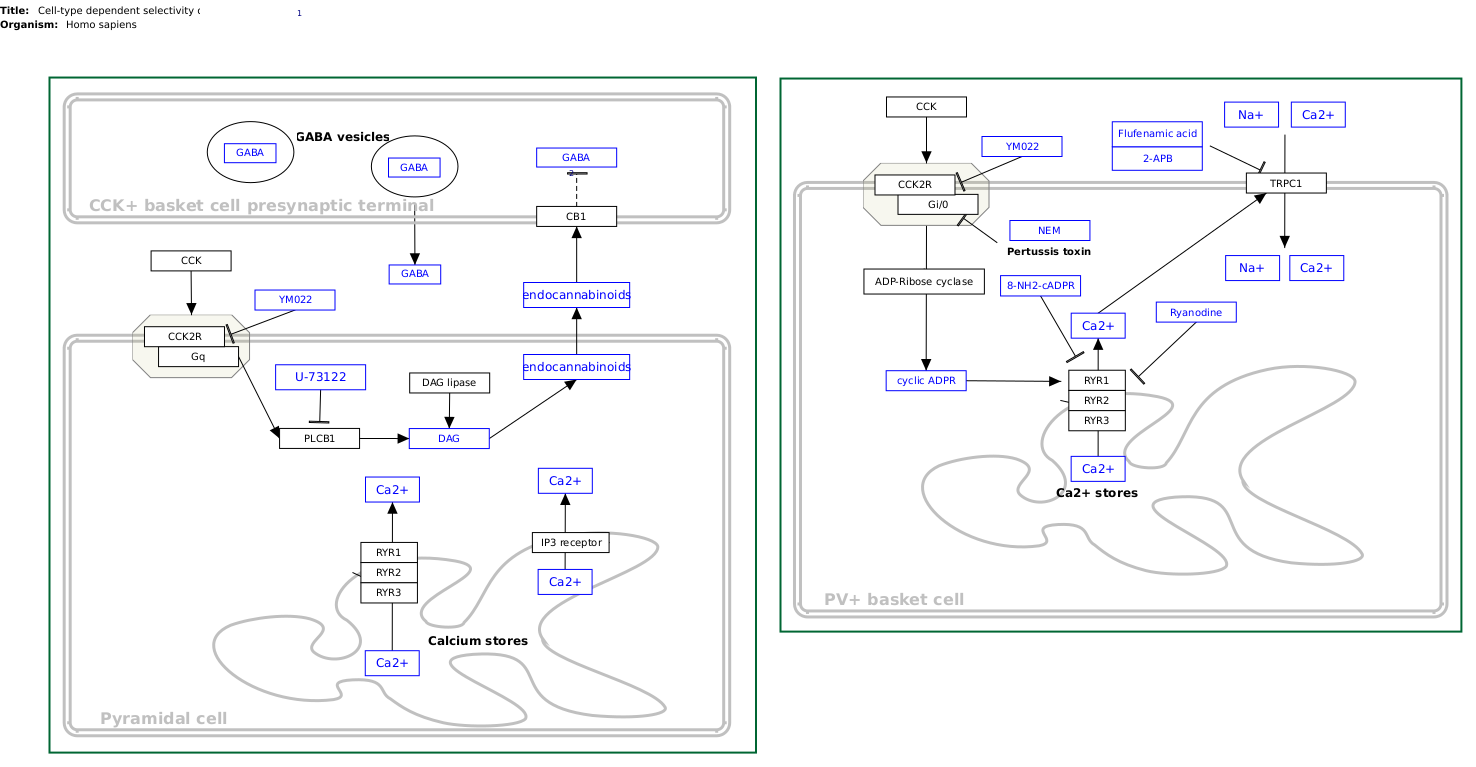 Title: Cell-type dependent selectivity
1
Organism: Homo sapiens
GABA vesicles
GABA
GABA
GABA
2-
CCK+ basket cell presynaptic terminal
CB1
CCK
GABA
endocannabinoids
YM022
CCK2R
Gq
endocannabinoids
U-73122
DAG lipase
PLCB1
DAG
Ca2+
Ca2+
RYR1
RYR2
RYR3
IP3 receptor
Ca2+
Calcium stores
Ca2+
Pyramidal cell
CCK
Na+
Ca2+
Flufenamic acid
2-APB
YM022
CCK2R
Gi/0
TRPC1
NEM
Pertussis toxin
Na+
Ca2+
ADP-Ribose cyclase
8-NH2-cADPR
Ryanodine
Ca2+
cyclic ADPR
RYR1
RYR2
RYR3
Ca2+
Ca2+ stores
PV+ basket cell